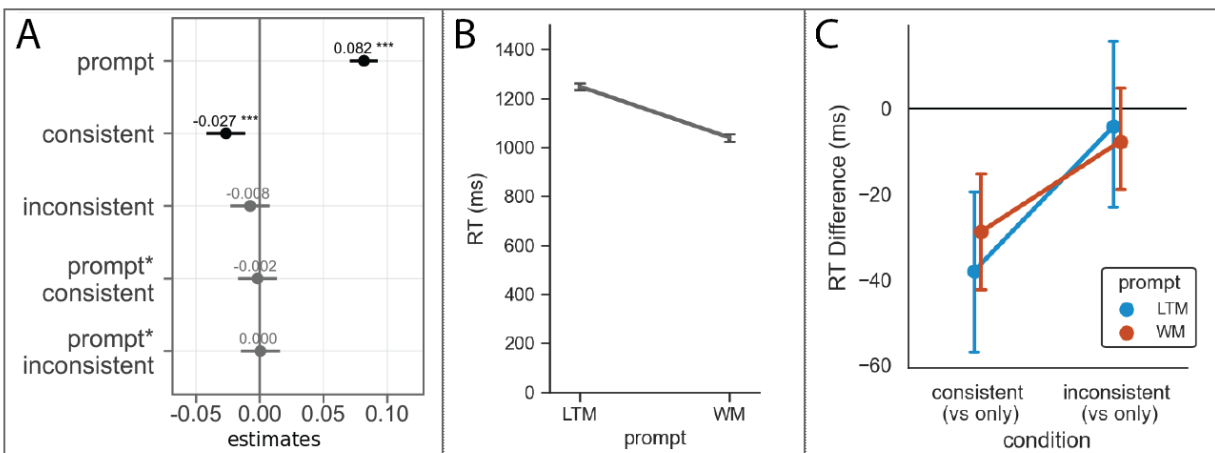 A
prompt
consistent
inconsistent
prompt*
consistent
prompt*
inconsistent
0.082 ***
-0.027 ***
-0.008
-0.002
0.000
-0.05 0.00 0.05 0.10
estimates
B
RT (ms)
1400
1200
1000
800
600
400
200
0
LTM WM
prompt
C
RT Difference (ms)
0
−20
−40
−60
prompt
LTM
WM
consistent inconsistent
(vs only) (vs only)
condition